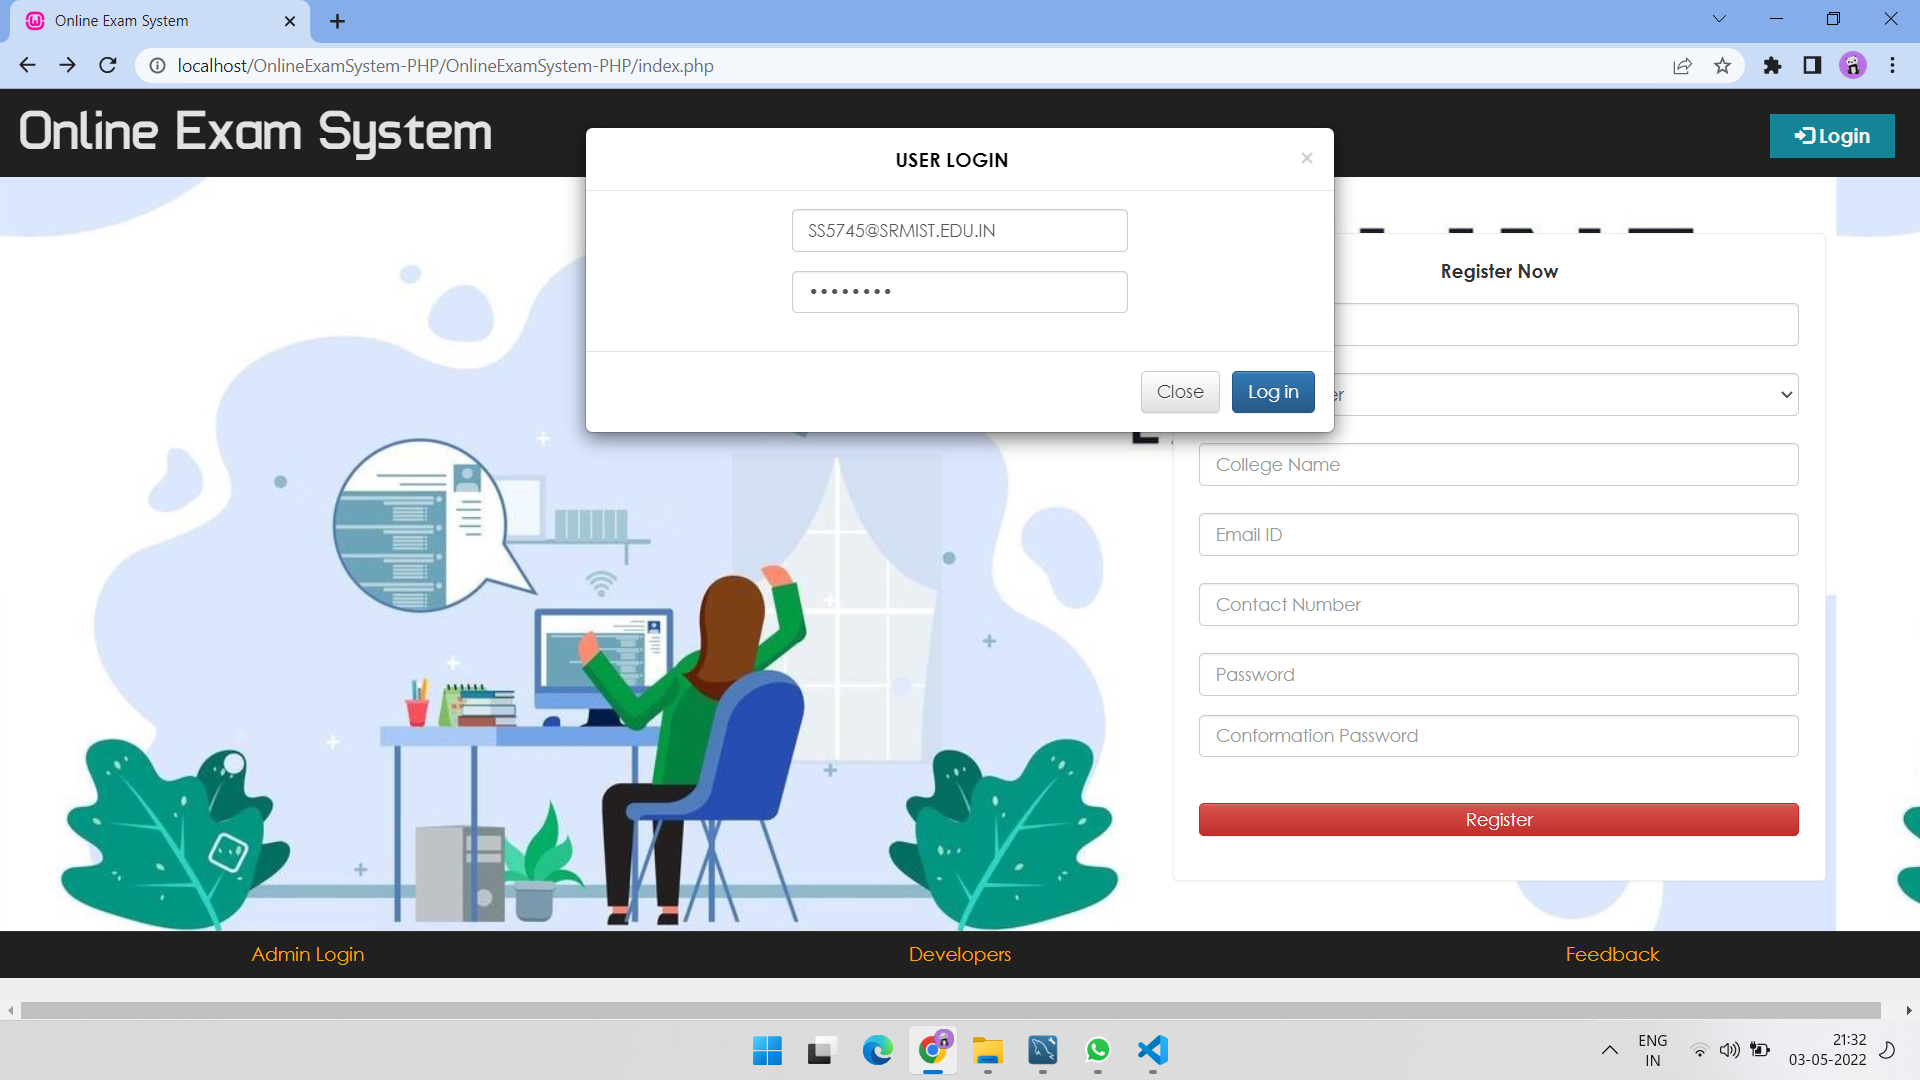 Online Exam System
localhost/OnlineExamSystem-PHP/OnlineExamSystem-PHP/index.php
Online Exam System
Login
USER LOGIN
SS5745@SRMIST.EDU.IN
••••••••
Close
Log in
Register Now
College Name
Email ID
Contact Number
Password
Conformation Password
Register
Admin Login
Developers
Feedback
ENG
IN
21:32
03-05-2022